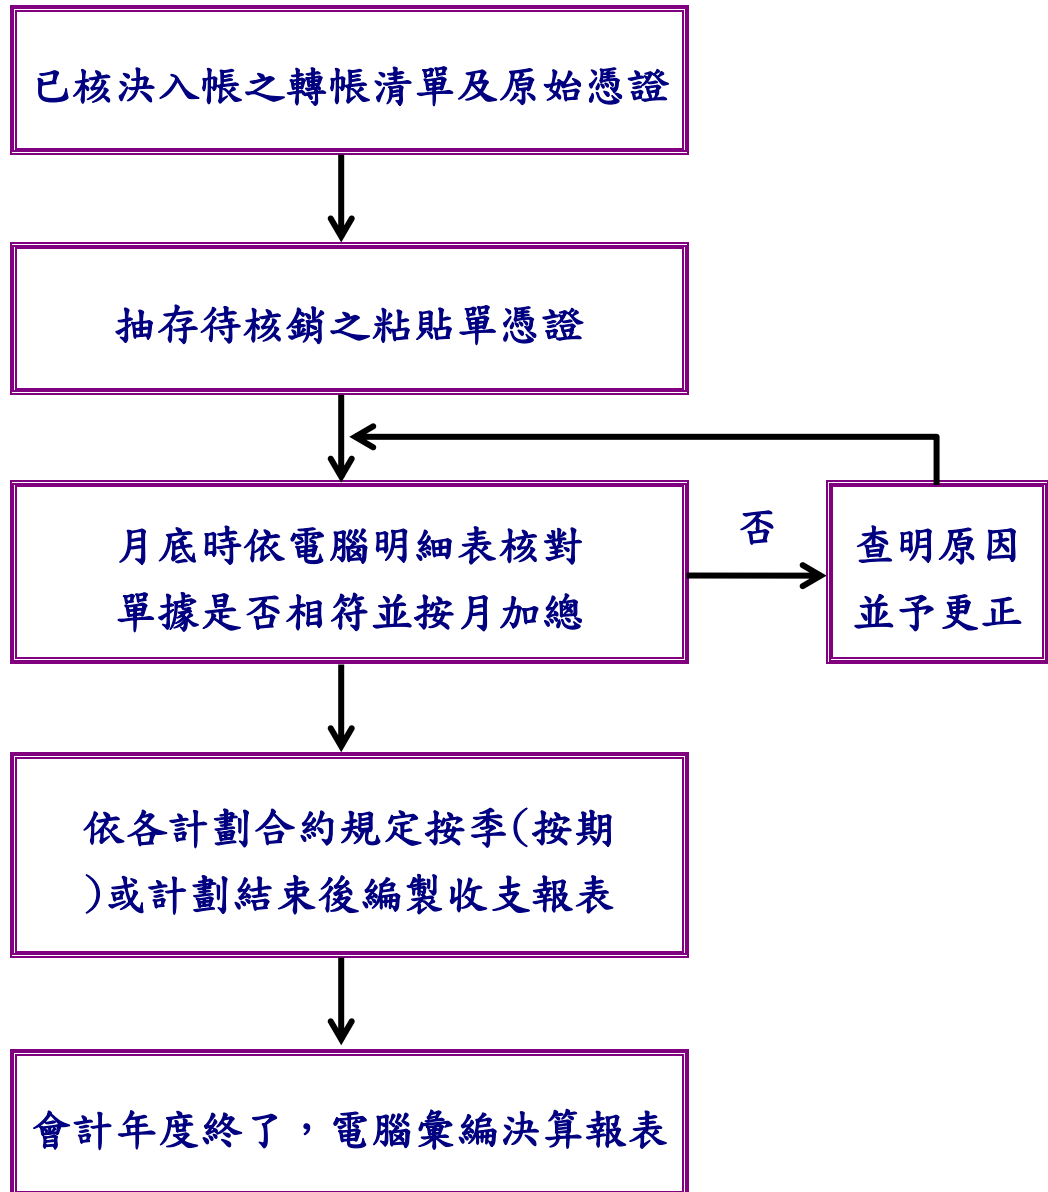 已核決入帳之轉帳清單及原始憑證
抽存待核銷之粘貼單憑證
月底時依電腦明細表核對
單據是否相符並按月加總
否
查明原因
並予更正
依各計劃合約規定按季(按期
)或計劃結束後編製收支報表
會計年度終了，電腦彙編決算報表